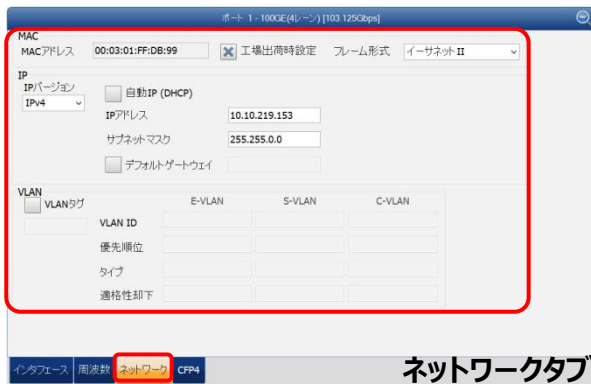 ポート 1 - 100GE(4レーン) [103.125Gbps]
MAC
MACアドレス 00:03:01:FF:DB:99 工場出荷時設定 フレーム形式 イーサネット II
IP
IPバージョン
IPv4
自動IP (DHCP)
IPアドレス 10.10.219.153
サブネットマスク 255.255.0.0
デフォルトゲートウェイ
VLAN
VLANタグ E-VLAN S-VLAN C-VLAN
VLAN ID
優先順位
タイプ
適格性却下
インタフェース 周波数 ネットワーク CFP4
ネットワークタブ